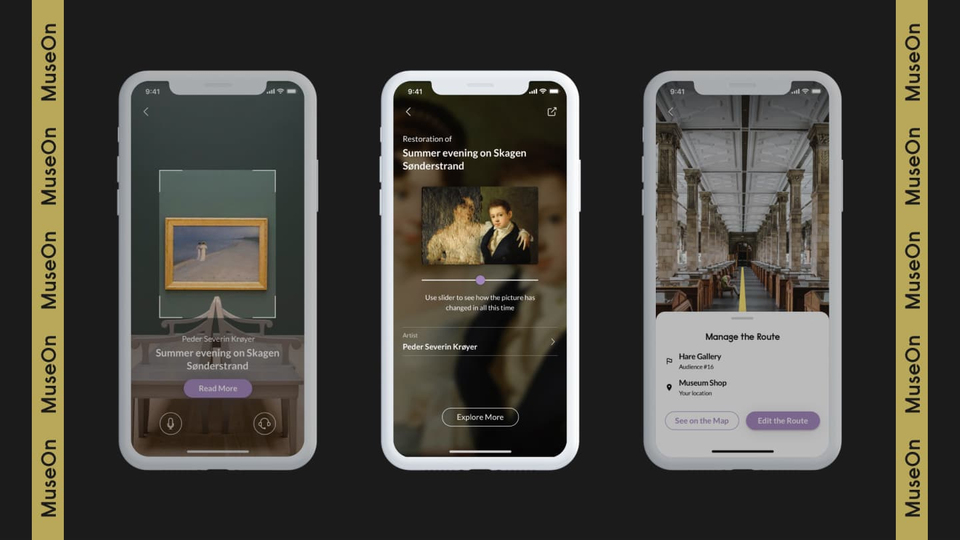 MuseOn
MuseOn
MuseOn
MuseOn
MuseOn
9:41
Peder Severin Krøyer
Summer evening on Skagen
Sønderstrand
Read More
9:41
Restoration of
Summer evening on Skagen
Sønderstrand
Use slider to see how the picture has
changed in all this time
Artist
Peder Severin Krøyer
Explore More
9:41
Manage the Route
Hare Gallery
Audience #16
Museum Shop
Your location
See on the Map
Edit the Route
MuseOn
MuseOn
MuseOn
MuseOn
MuseOn